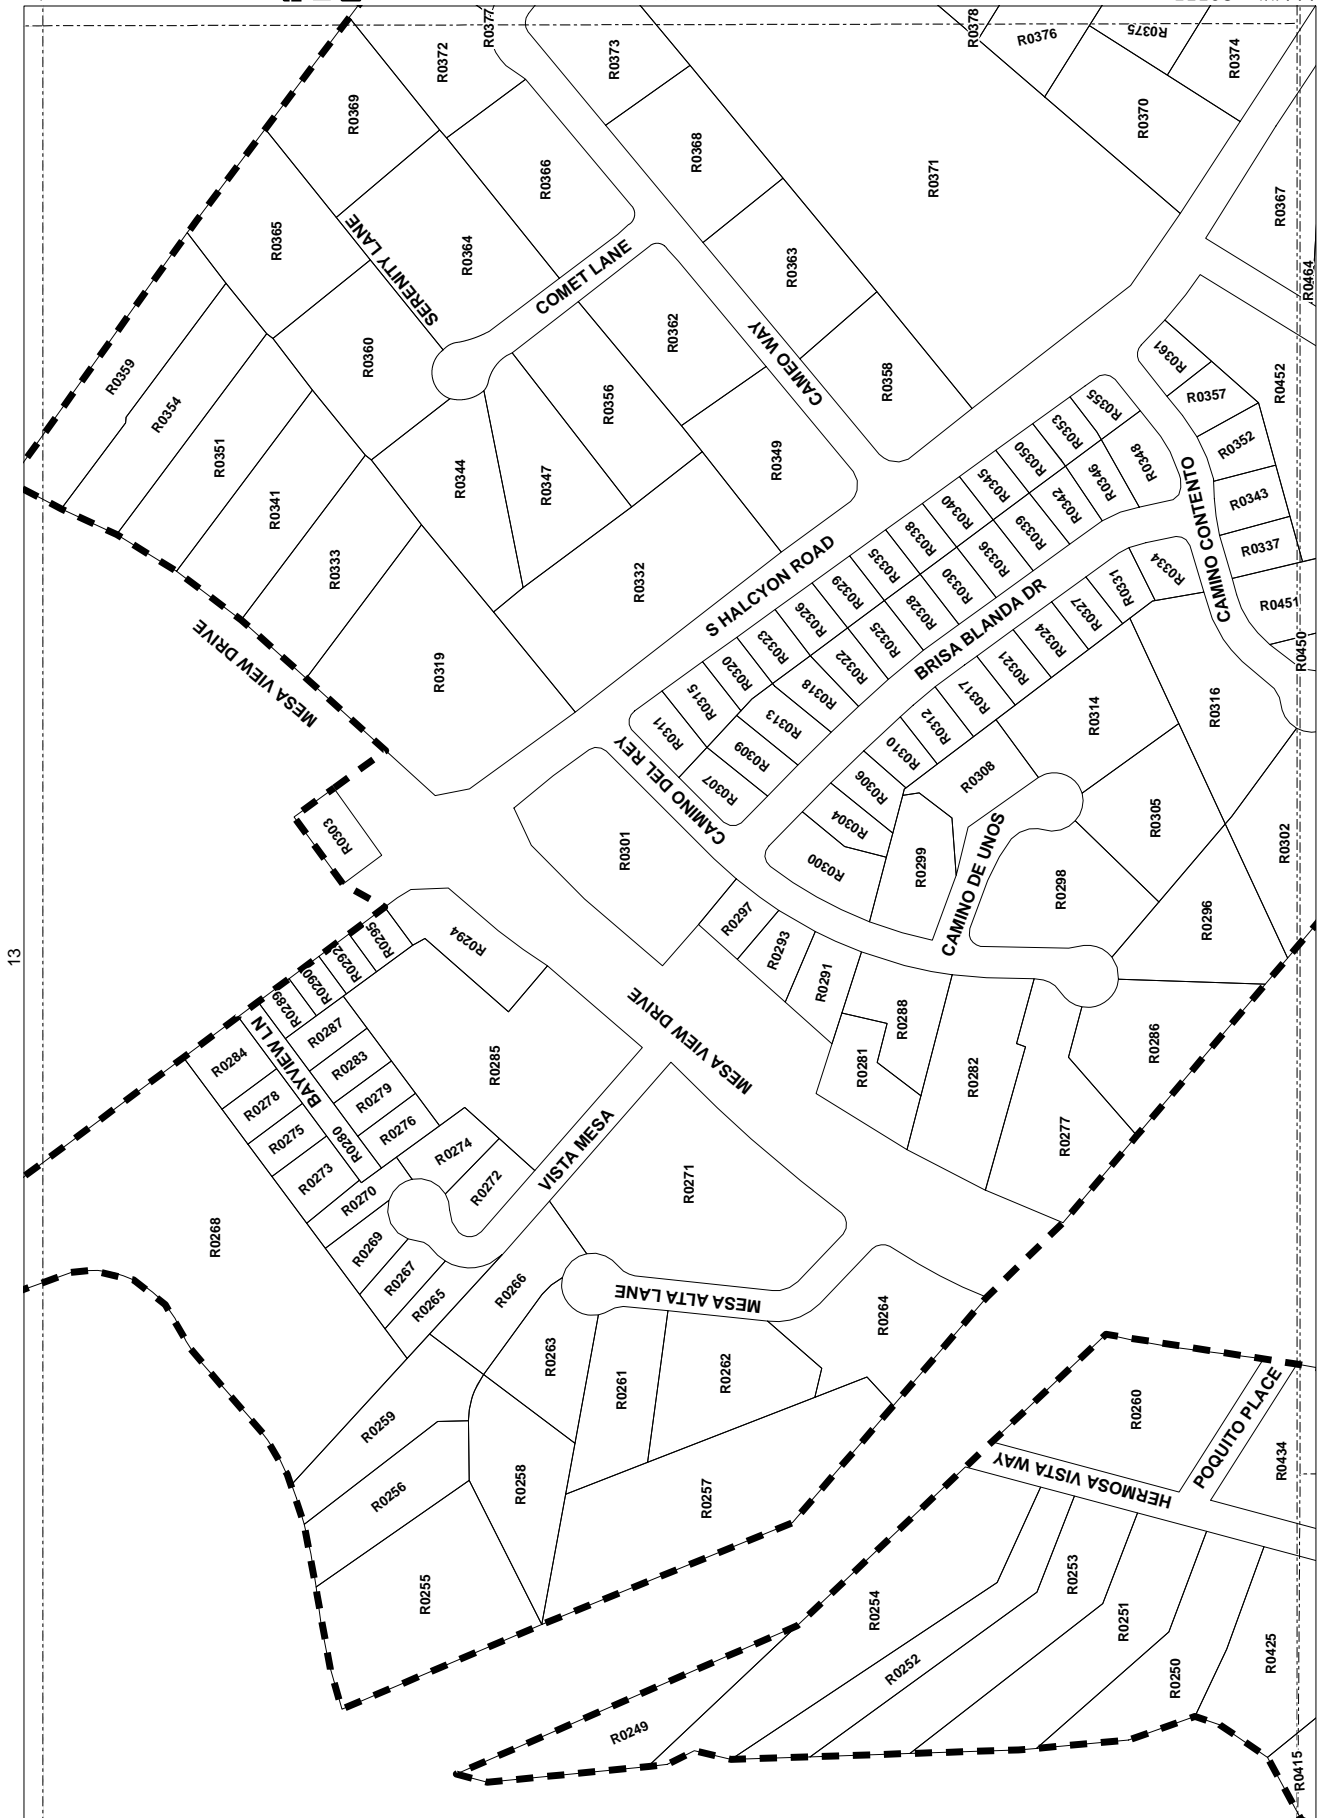 R0377
R0378
R0376
R0375
R0374
R0372
R0373
R0369
R0370
R0368
R0371
R0366
R0367
R0365
SERENITY LANE
R0364
COMET LANE
R0363
R0464
R0359
R0360
R0362
CAMEO WAY
R0358
R0361
R0357
R0452
R0354
R0356
R0355
R0353
R0352
R0351
R0349
R0350
R0348
R0344
R0347
R0345
R0346
R0343
R0341
R0340
R0342
CAMINO CONTENTO
R0338
R0339
R0337
R0333
R0335
R0336
R0334
R0332
S HALCYON ROAD
R0329
R0330
R0331
R0451
R0326
R0328
R0327
BRISA BLANDA DR
R0450
MESA VIEW DRIVE
R0319
R0323
R0325
R0324
R0320
R0322
R0321
R0315
R0318
R0317
R0314
R0316
R0311
R0313
R0312
R0309
R0310
CAMINO DEL REY
R0307
R0306
R0308
R0303
R0304
R0305
R0301
R0300
R0299
CAMINO DE UNOS
R0302
R0298
R0297
R0296
R0295
R0294
R0293
R0292
R0291
R0290
R0289
R0288
13
MESA VIEW DRIVE
BAYVIEW LN
R0287
R0285
R0286
R0284
R0283
R0281
R0282
R0278
R0279
R0280
R0276
R0277
R0275
R0274
R0273
R0272
VISTA MESA
R0271
R0270
R0268
R0269
R0267
R0266
R0265
MESA ALTA LANE
R0264
R0263
R0262
R0261
R0260
R0259
POQUITO PLACE
R0434
R0258
R0256
R0257
HERMOSA VISTA WAY
R0255
R0254
R0253
R0251
R0252
R0250
R0425
R0249
R0415